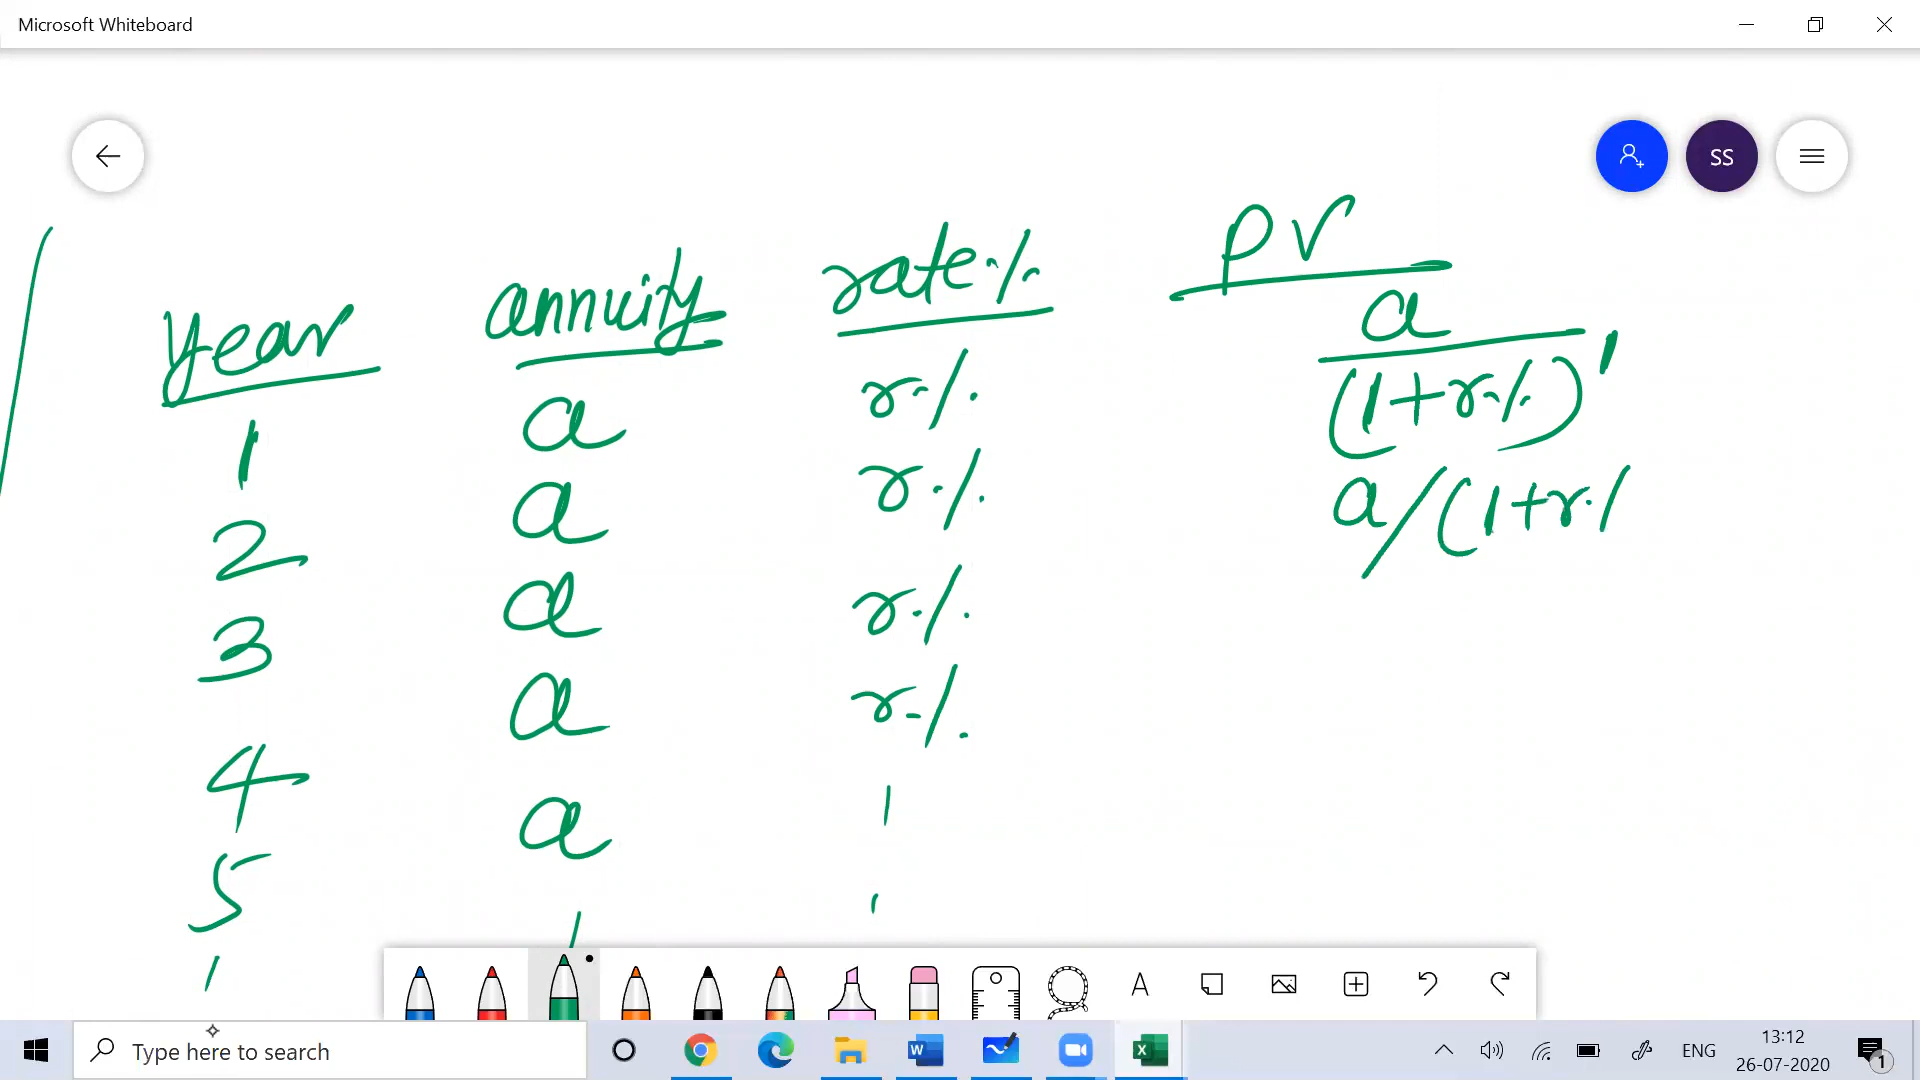 Microsoft Whiteboard
SS
year annuity rate% PV
1 a r% a/(1+r%)^1
2 a r% a/(1+r%
3 a r%
4 a r%
5 a
A
Type here to search
ENG
13:12
26-07-2020
1